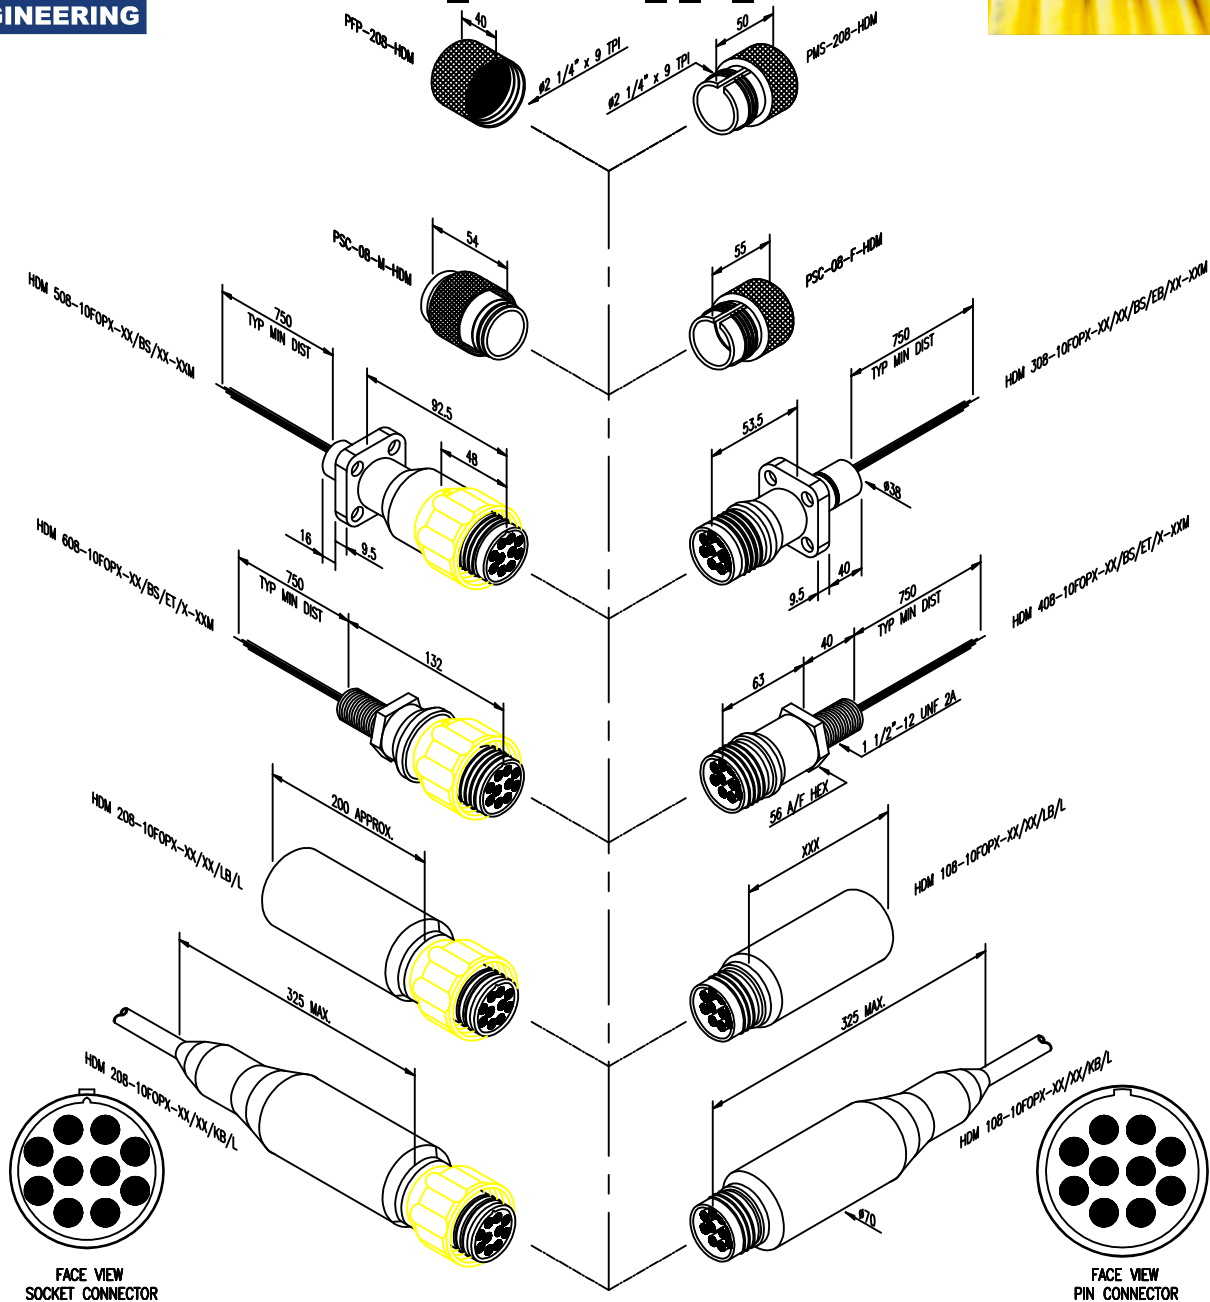 GINEERING
PFP-208-HDM
40
Ø2 1/4" x 9 TPI
Ø2 1/4" x 9 TPI
50
PMS-208-HDM
PSC-08-M-HDM
54
55
PSC-08-F-HDM
HDM 508-10FOPX-XX/BS/XX-XXM
750
TYP MIN DIST
92.5
48
16
9.5
53.5
750
TYP MIN DIST
HDM 308-10FOPX-XX/XX/BS/EB/XX-XXM
Ø38
40
9.5
HDM 608-10FOPX-XX/BS/ET/X-XXM
750
TYP MIN DIST
132
63
40
750
TYP MIN DIST
HDM 408-10FOPX-XX/BS/ET/X-XXM
1 1/2"-12 UNF 2A
56 A/F HEX
HDM 208-10FOPX-XX/XX/LB/L
200 APPROX.
XXX
HDM 108-10FOPX-XX/XX/LB/L
325 MAX.
325 MAX.
HDM 208-10FOPX-XX/XX/KB/L
HDM 108-10FOPX-XX/XX/KB/L
Ø70
FACE VIEW
SOCKET CONNECTOR
FACE VIEW
PIN CONNECTOR